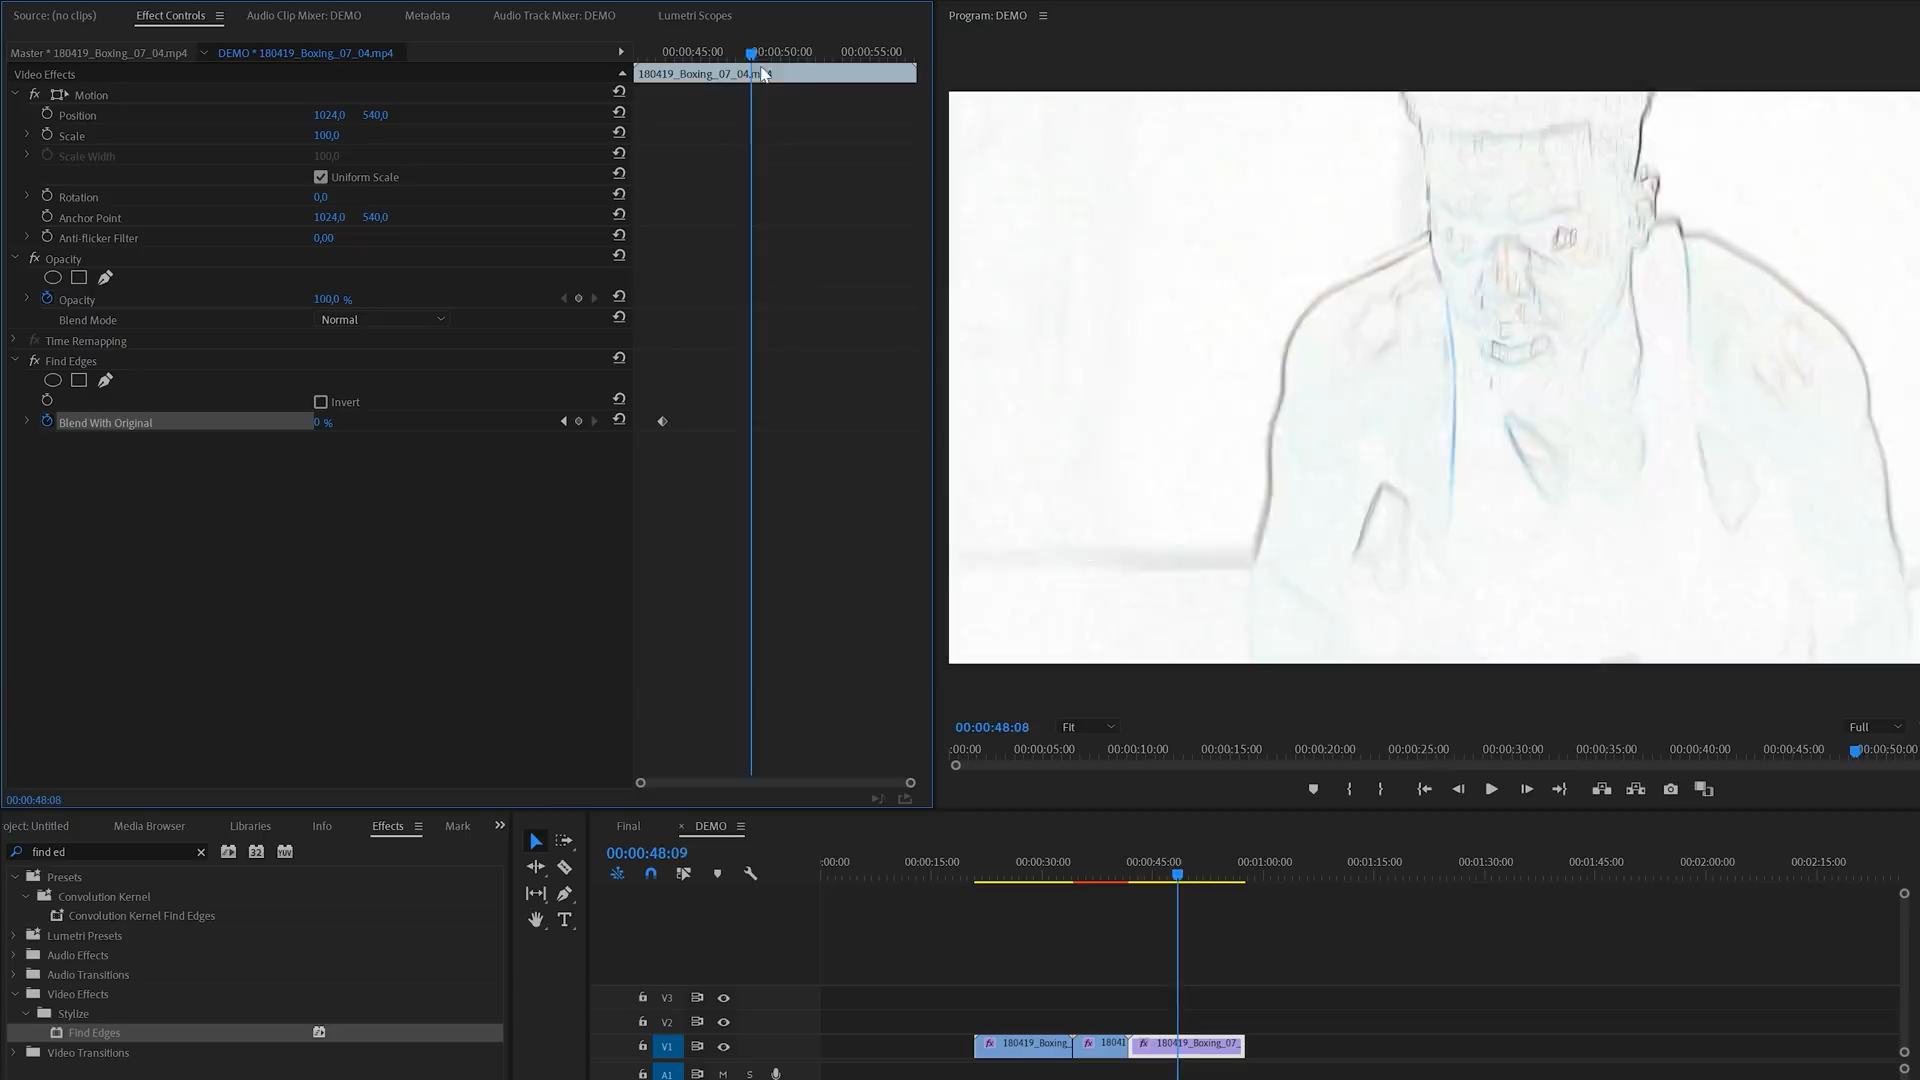 Source: (no clips) Effect Controls Audio Clip Mixer: DEMO Metadata Audio Track Mixer: DEMO Lumetri Scopes
Program: DEMO
Master * 180419_Boxing_07_04.mp4 DEMO * 180419_Boxing_07_04.mp4
00:00:45:00 00:00:50:00 00:00:55:00
Video Effects
180419_Boxing_07_04.mp4
fx Motion
Position 1024,0 540,0
Scale 100,0
Scale Width 100,0
Uniform Scale
Rotation 0,0
Anchor Point 1024,0 540,0
Anti-flicker Filter 0,00
fx Opacity
Opacity 100,0 %
Blend Mode Normal
fx Time Remapping
fx Find Edges
Invert
Blend With Original 0 %
00:00:48:08 Fit Full
:00:00 00:00:05:00 00:00:10:00 00:00:15:00 00:00:20:00 00:00:25:00 00:00:30:00 00:00:35:00 00:00:40:00 00:00:45:00 00:00:50:00
00:00:48:08
oject: Untitled Media Browser Libraries Info Effects Mark
find ed
32 YUV
Presets
Convolution Kernel
Convolution Kernel Find Edges
Lumetri Presets
Audio Effects
Audio Transitions
Video Effects
Stylize
Find Edges
Video Transitions
T
Final × DEMO
00:00:48:09
:00:00 00:00:15:00 00:00:30:00 00:00:45:00 00:01:00:00 00:01:15:00 00:01:30:00 00:01:45:00 00:02:00:00 00:02:15:00
V3
V2
V1 fx 180419_Boxing_ fx 18041 fx 180419_Boxing_07_
A1 M S